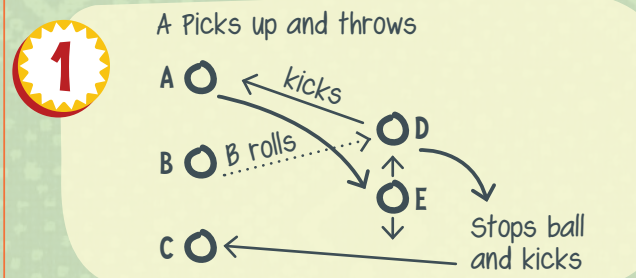 1
A Picks up and throws
A
kicks
D
B
B rolls
E
Stops ball
and kicks
C